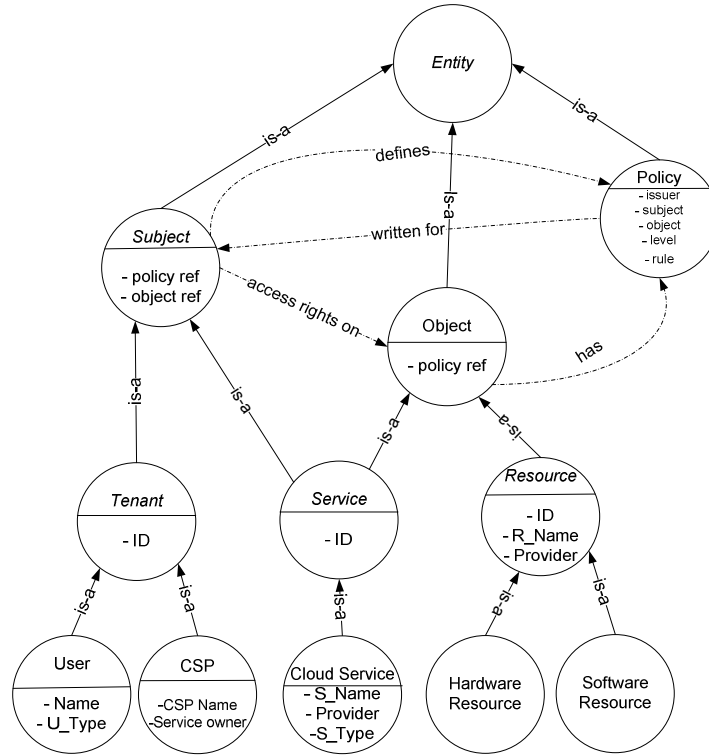 Entity
is-a
is-a
defines
Policy
- issuer
- subject
- object
- level
- rule
Is-a
Subject
- policy ref
- object ref
written for
access rights on
Object
- policy ref
has
is-a
is-a
is-a
is-a
Tenant
- ID
Service
- ID
Resource
- ID
- R_Name
- Provider
is-a
is-a
is-a
is-a
is-a
User
- Name
- U_Type
CSP
-CSP Name
-Service owner
Cloud Service
- S_Name
- Provider
-S_Type
Hardware
Resource
Software
Resource